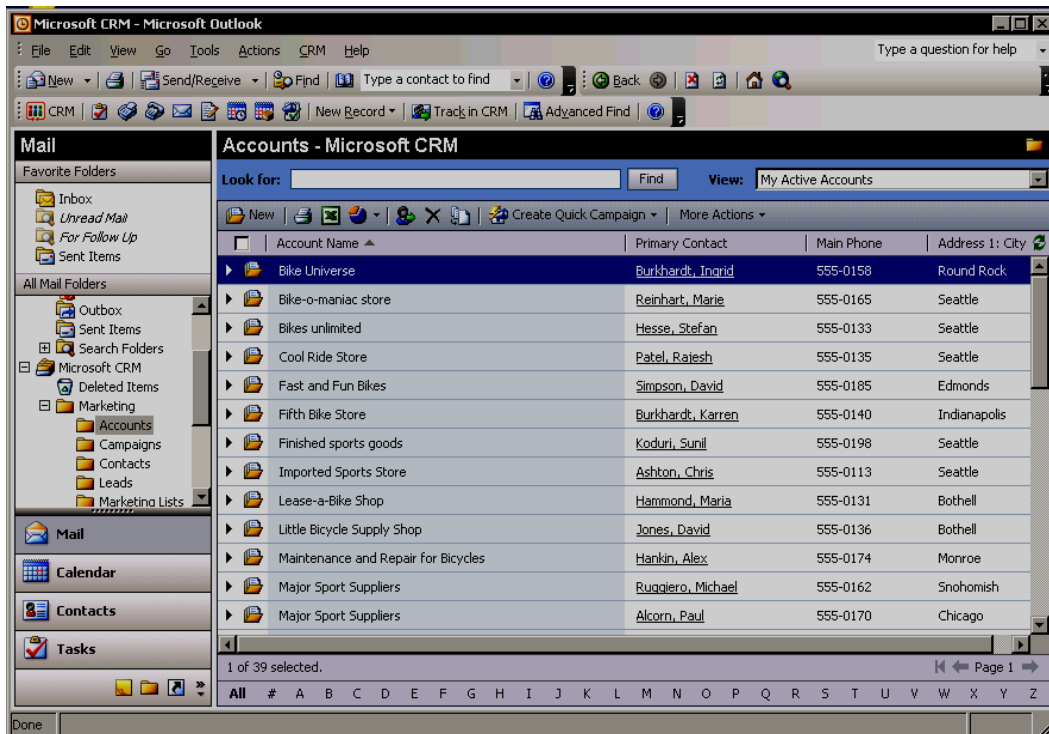 Microsoft CRM - Microsoft Outlook
File Edit View Go Tools Actions CRM Help Type a question for help
New Send/Receive Find Type a contact to find Back
CRM New Record Track in CRM Advanced Find
Mail
Favorite Folders
Inbox
Unread Mail
For Follow Up
Sent Items
All Mail Folders
Outbox
Sent Items
Search Folders
Microsoft CRM
Deleted Items
Marketing
Accounts
Campaigns
Contacts
Leads
Marketing Lists
Mail
Calendar
Contacts
Tasks
Accounts - Microsoft CRM
Look for: Find View: My Active Accounts
New Create Quick Campaign More Actions
Account Name Primary Contact Main Phone Address 1: City
Bike Universe Burkhardt, Ingrid 555-0158 Round Rock
Bike-o-maniac store Reinhart, Marie 555-0165 Seattle
Bikes unlimited Hesse, Stefan 555-0133 Seattle
Cool Ride Store Patel, Rajesh 555-0135 Seattle
Fast and Fun Bikes Simpson, David 555-0185 Edmonds
Fifth Bike Store Burkhardt, Karren 555-0140 Indianapolis
Finished sports goods Koduri, Sunil 555-0198 Seattle
Imported Sports Store Ashton, Chris 555-0113 Seattle
Lease-a-Bike Shop Hammond, Maria 555-0131 Bothell
Little Bicycle Supply Shop Jones, David 555-0136 Bothell
Maintenance and Repair for Bicycles Hankin, Alex 555-0174 Monroe
Major Sport Suppliers Ruggiero, Michael 555-0162 Snohomish
Major Sport Suppliers Alcorn, Paul 555-0170 Chicago
1 of 39 selected. Page 1
All # A B C D E F G H I J K L M N O P Q R S T U V W X Y Z
Done